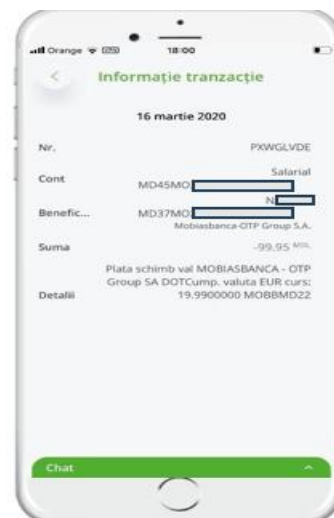 Orange 18:00
Informație tranzacție
16 martie 2020
Nr. PXWGLVDE
Cont Salarial
MD45MO
N
Benefic... MD37MO
Mobiasbanca-OTP Group S.A.
Suma -99.95 MDL
Plata schimb val MOBIASBANCA - OTP
Group SA DOTCump. valuta EUR curs:
Detalii 19.9900000 MOBBMD22
Chat